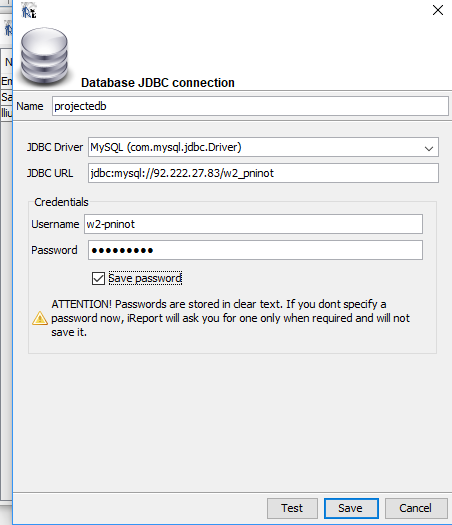 Database JDBC connection
Name projectedb
JDBC Driver MySQL (com.mysql.jdbc.Driver)
JDBC URL jdbc:mysql://92.222.27.83/w2_pninot
Credentials
Username w2-pninot
Password •••••••••
Save password
ATTENTION! Passwords are stored in clear text. If you dont specify a
password now, iReport will ask you for one only when required and will not
save it.
Test Save Cancel